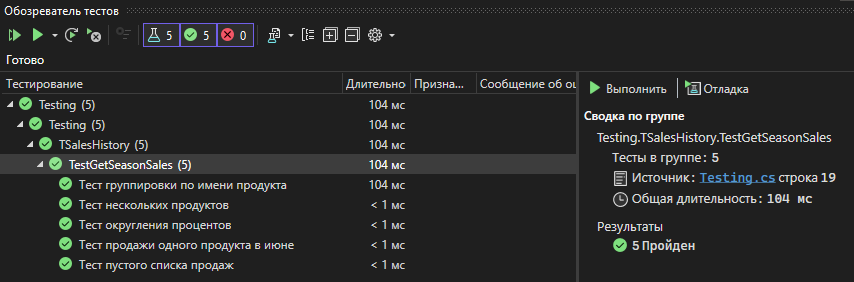 Обозреватель тестов
5 5 0
Готово
Тестирование Длительно Призна... Сообщение об ош
Testing (5) 104 мс
Testing (5) 104 мс
TSalesHistory (5) 104 мс
TestGetSeasonSales (5) 104 мс
Тест группировки по имени продукта 104 мс
Тест нескольких продуктов < 1 мс
Тест округления процентов < 1 мс
Тест продажи одного продукта в июне < 1 мс
Тест пустого списка продаж < 1 мс
Выполнить Отладка
Сводка по группе
Testing.TSalesHistory.TestGetSeasonSales
Тесты в группе: 5
Источник: Testing.cs строка 19
Общая длительность: 104 мс
Результаты
5 Пройден